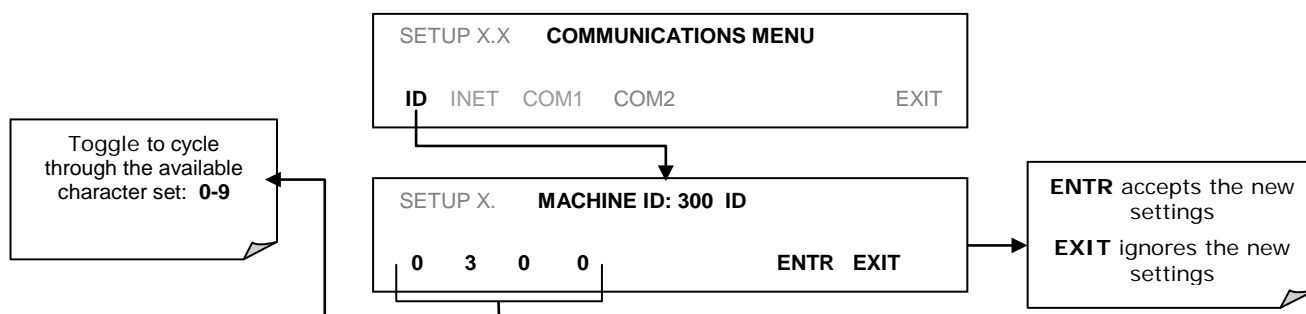 SETUP X.X COMMUNICATIONS MENU
ID INET COM1 COM2 EXIT
Toggle to cycle
through the available
character set: 0-9
SETUP X. MACHINE ID: 300 ID
0 3 0 0 ENTR EXIT
ENTR accepts the new
settings
EXIT ignores the new
settings